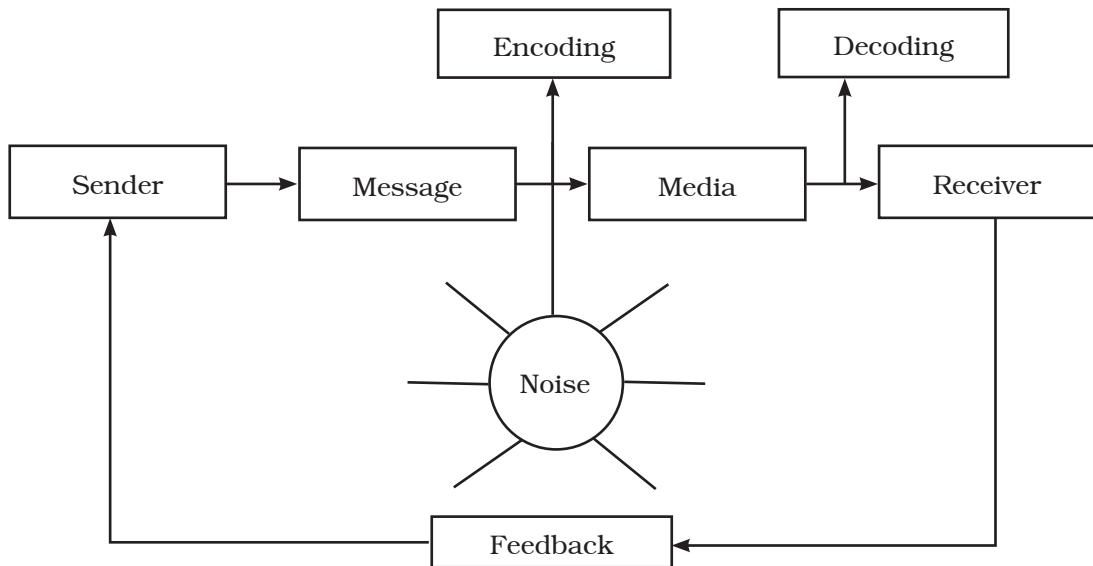 Encoding
Decoding
Sender
Message
Media
Receiver
Noise
Feedback